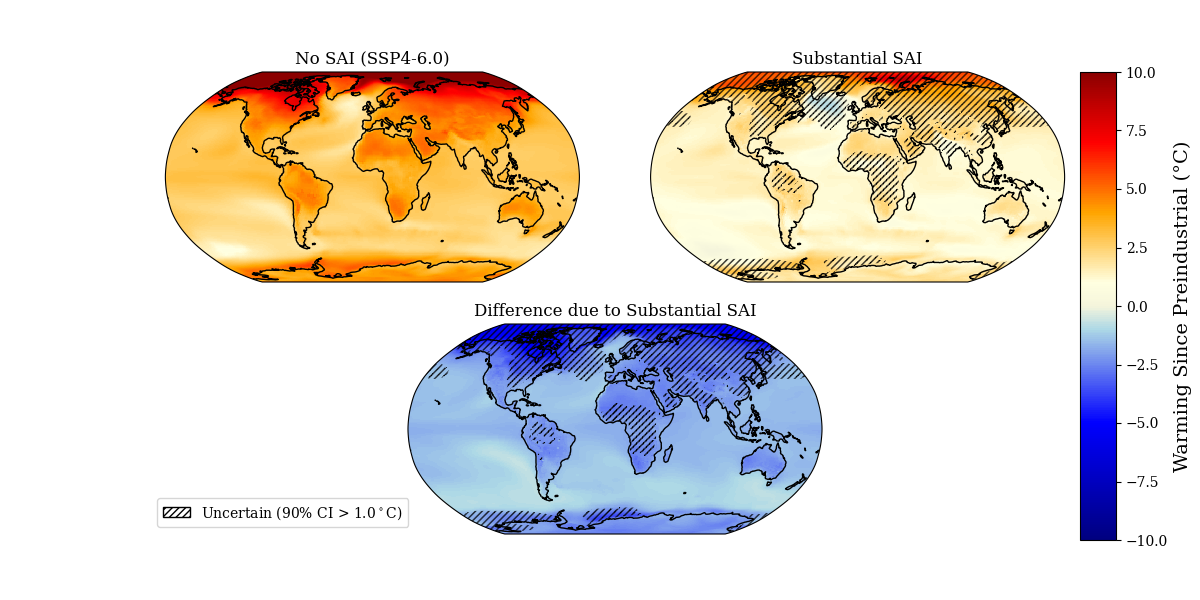 No SAI (SSP4-6.0)
Substantial SAI
Difference due to Substantial SAI
10.0
7.5
5.0
2.5
0.0
−2.5
−5.0
−7.5
−10.0
Warming Since Preindustrial (°C)
Uncertain (90% CI > 1.0°C)